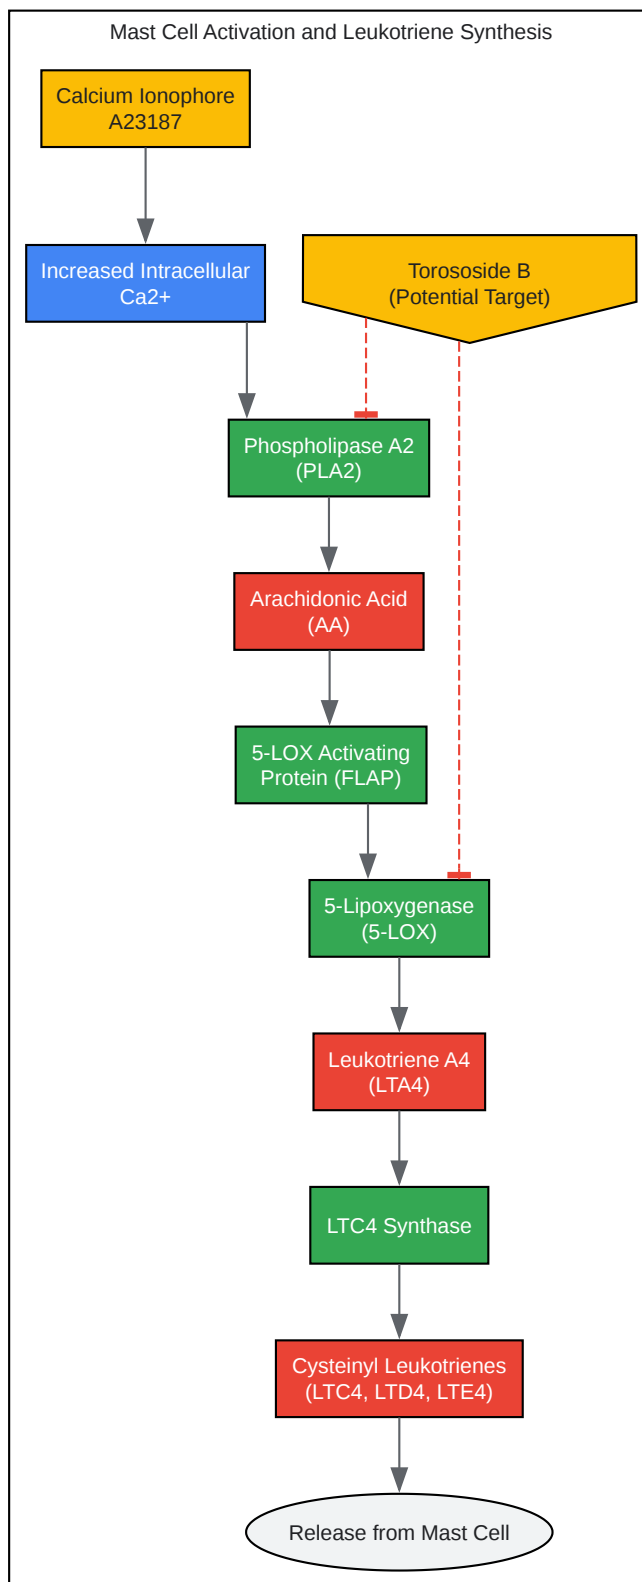 Mast Cell Activation and Leukotriene Synthesis
Calcium Ionophore
A23187
Increased Intracellular
Ca2+
Torososide B
(Potential Target)
Phospholipase A2
(PLA2)
Arachidonic Acid
(AA)
5-LOX Activating
Protein (FLAP)
5-Lipoxygenase
(5-LOX)
Leukotriene A4
(LTA4)
LTC4 Synthase
Cysteinyl Leukotrienes
(LTC4, LTD4, LTE4)
Release from Mast Cell